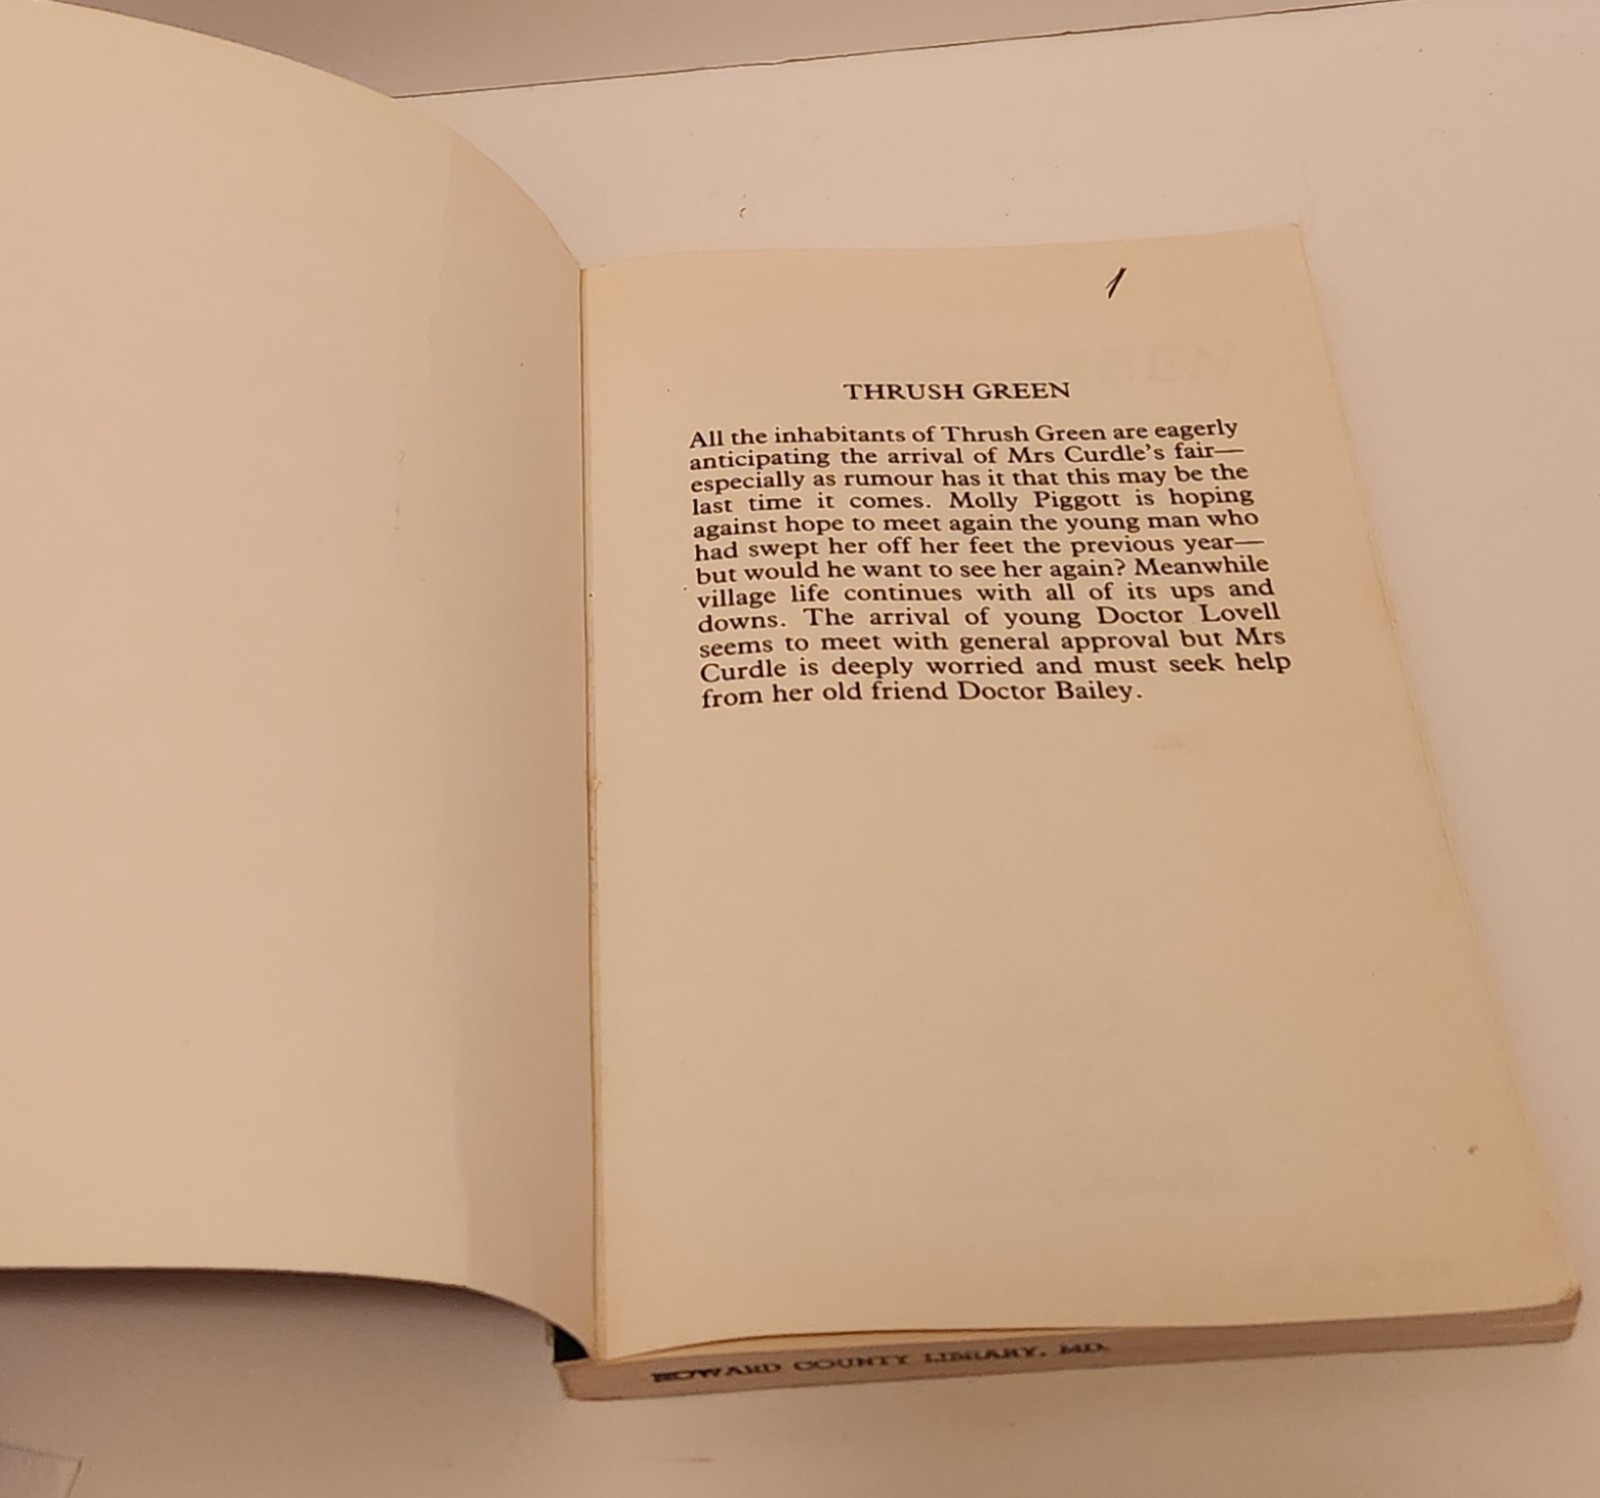 1
THRUSH GREEN
All the inhabitants of Thrush Green are eagerly
anticipating the arrival of Mrs Curdle's fair—
especially as rumour has it that this may be the
last time it comes. Molly Piggott is hoping
against hope to meet again the young man who
had swept her off her feet the previous year—
but would he want to see her again? Meanwhile
village life continues with all of its ups and
downs. The arrival of young Doctor Lovell
seems to meet with general approval but Mrs
Curdle is deeply worried and must seek help
from her old friend Doctor Bailey.
HOWARD COUNTY LIBRARY, MD.